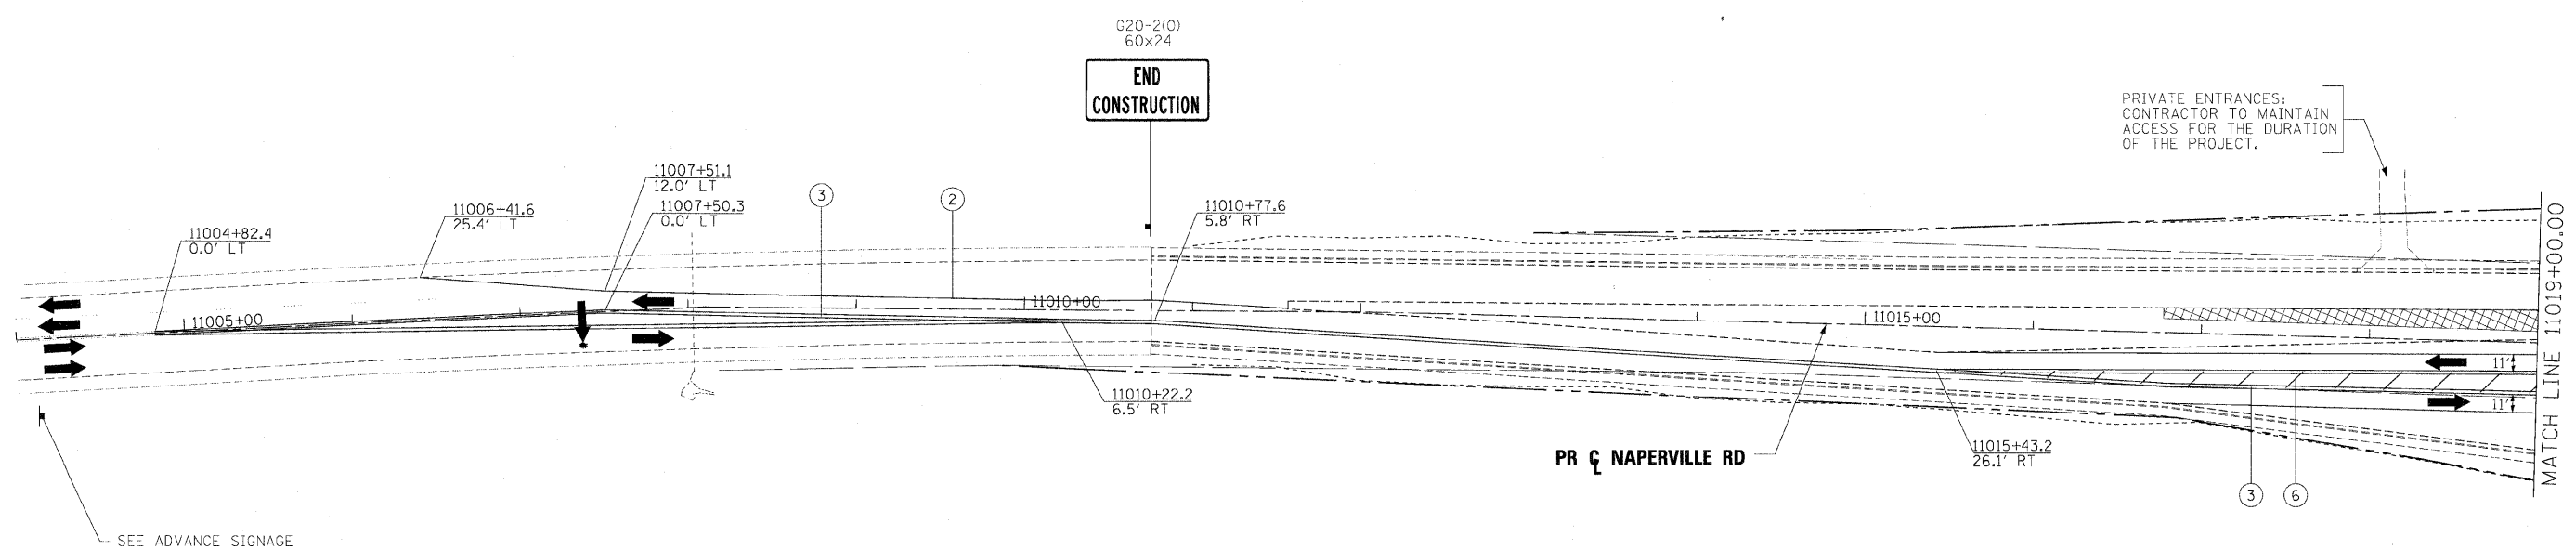 G20-2(O)
60x24
END
CONSTRUCTION
PRIVATE ENTRANCES:
CONTRACTOR TO MAINTAIN
ACCESS FOR THE DURATION
OF THE PROJECT.
11007+51.1
12.0' LT
11007+50.3
0.0' LT
3
2
11006+41.6
25.4' LT
11010+77.6
5.8' RT
11004+82.4
0.0' LT
11005+00
11010+00
11015+00
MATCH LINE 11019+00.00
11'
11'
11010+22.2
6.5' RT
11015+43.2
26.1' RT
PR ℄ NAPERVILLE RD
3
6
SEE ADVANCE SIGNAGE